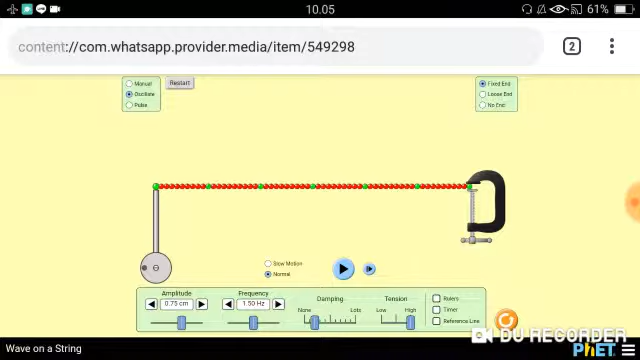 10.05
61%
content://com.whatsapp.provider.media/item/549298
2
Manual
Oscillate
Pulse
Restart
Fixed End
Loose End
No End
Slow Motion
Normal
Amplitude
0.75 cm
Frequency
1.50 Hz
Damping
None
Lots
Tension
Low
High
Rulers
Timer
Reference Line
DU RECORDER
Wave on a String
PhET